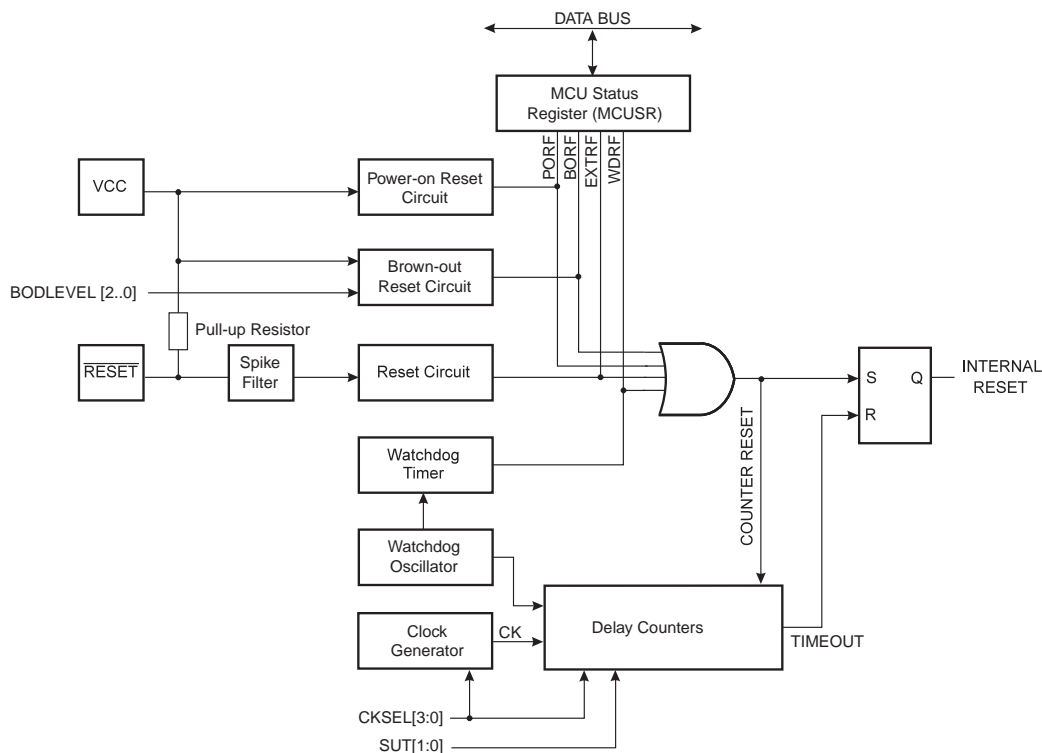 DATA BUS
MCU Status
Register (MCUSR)
PORF
BORF
EXTRF
WDRF
VCC
Power-on Reset
Circuit
Brown-out
Reset Circuit
BODLEVEL [2..0]
Pull-up Resistor
RESET
Spike
Filter
Reset Circuit
S
Q
R
INTERNAL
RESET
COUNTER RESET
Watchdog
Timer
Watchdog
Oscillator
Clock
Generator
CK
Delay Counters
TIMEOUT
CKSEL[3:0]
SUT[1:0]